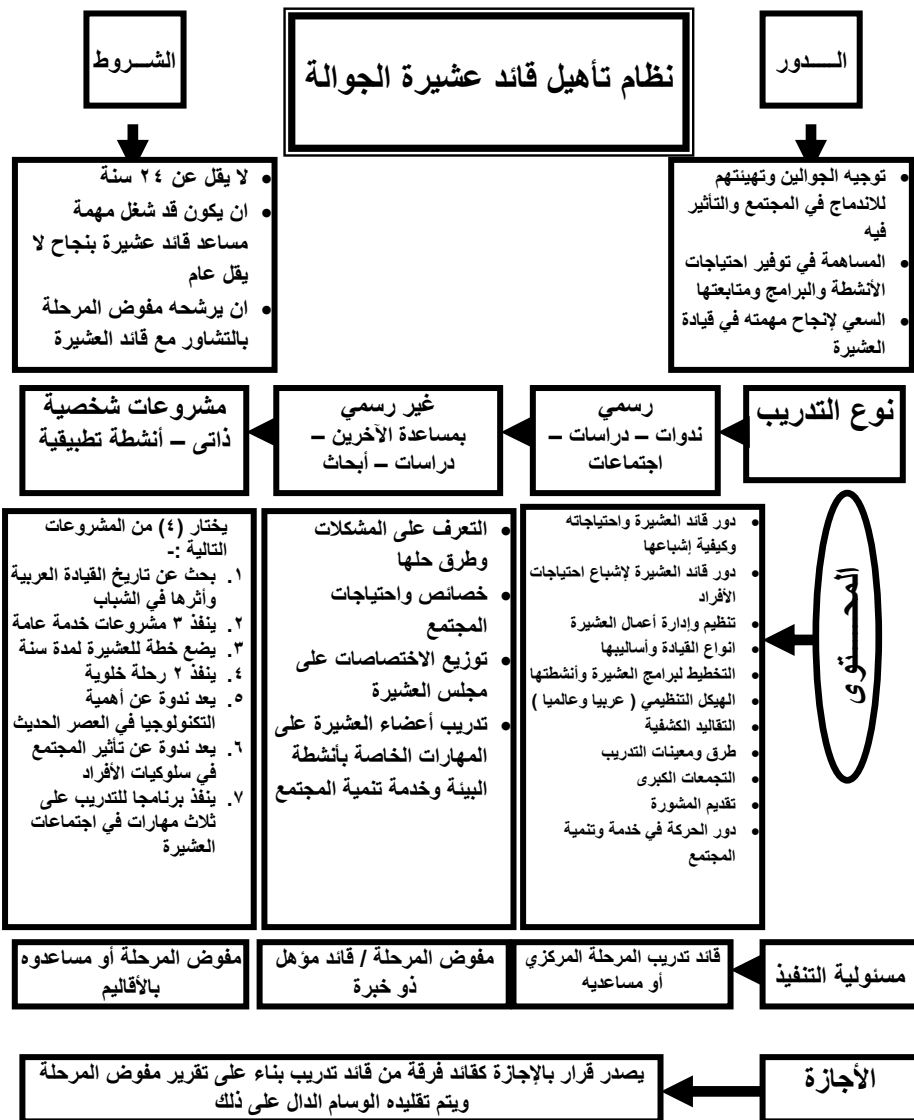 الــــدور
نظام تأهيل قائد عشيرة الجوالة
الشـــروط
• توجيه الجوالين وتهيئتهم
للاندماج في المجتمع والتأثير
فيه
• المساهمة في توفير احتياجات
الأنشطة والبرامج ومتابعتها
• السعي لإنجاح مهمته في قيادة
العشيرة
• لا يقل عن ٢٤ سنة
• ان يكون قد شغل مهمة
مساعد قائد عشيرة بنجاح لا
يقل عام
• ان يرشحه مفوض المرحلة
بالتشاور مع قائد العشيرة
نوع التدريب
رسمي
ندوات – دراسات –
اجتماعات
غير رسمي
بمساعدة الآخرين –
دراسات – أبحاث
مشروعات شخصية
ذاتى – أنشطة تطبيقية
المحـــــتوى
• دور قائد العشيرة واحتياجاته
وكيفية إشباعها
• دور قائد العشيرة لإشباع احتياجات
الأفراد
• تنظيم وإدارة أعمال العشيرة
• انواع القيادة وأساليبها
• التخطيط لبرامج العشيرة وأنشطتها
• الهيكل التنظيمي ( عربيا وعالميا )
• التقاليد الكشفية
• طرق ومعينات التدريب
• التجمعات الكبرى
• تقديم المشورة
• دور الحركة في خدمة وتنمية
المجتمع
• التعرف على المشكلات
وطرق حلها
• خصائص واحتياجات
المجتمع
• توزيع الاختصاصات على
مجلس العشيرة
• تدريب أعضاء العشيرة على
المهارات الخاصة بأنشطة
البيئة وخدمة تنمية المجتمع
يختار (٤) من المشروعات
التالية :-
١. بحث عن تاريخ القيادة العربية
وأثرها في الشباب
٢. ينفذ ٣ مشروعات خدمة عامة
٣. يضع خطة للعشيرة لمدة سنة
٤. ينفذ ٢ رحلة خلوية
٥. يعد ندوة عن أهمية
التكنولوجيا في العصر الحديث
٦. يعد ندوة عن تأثير المجتمع
في سلوكيات الأفراد
٧. ينفذ برنامجا للتدريب على
ثلاث مهارات في اجتماعات
العشيرة
مسئولية التنفيذ
قائد تدريب المرحلة المركزي
أو مساعديه
مفوض المرحلة / قائد مؤهل
ذو خبرة
مفوض المرحلة أو مساعدوه
بالأقاليم
الأجازة
يصدر قرار بالإجازة كقائد فرقة من قائد تدريب بناء على تقرير مفوض المرحلة
ويتم تقليده الوسام الدال على ذلك